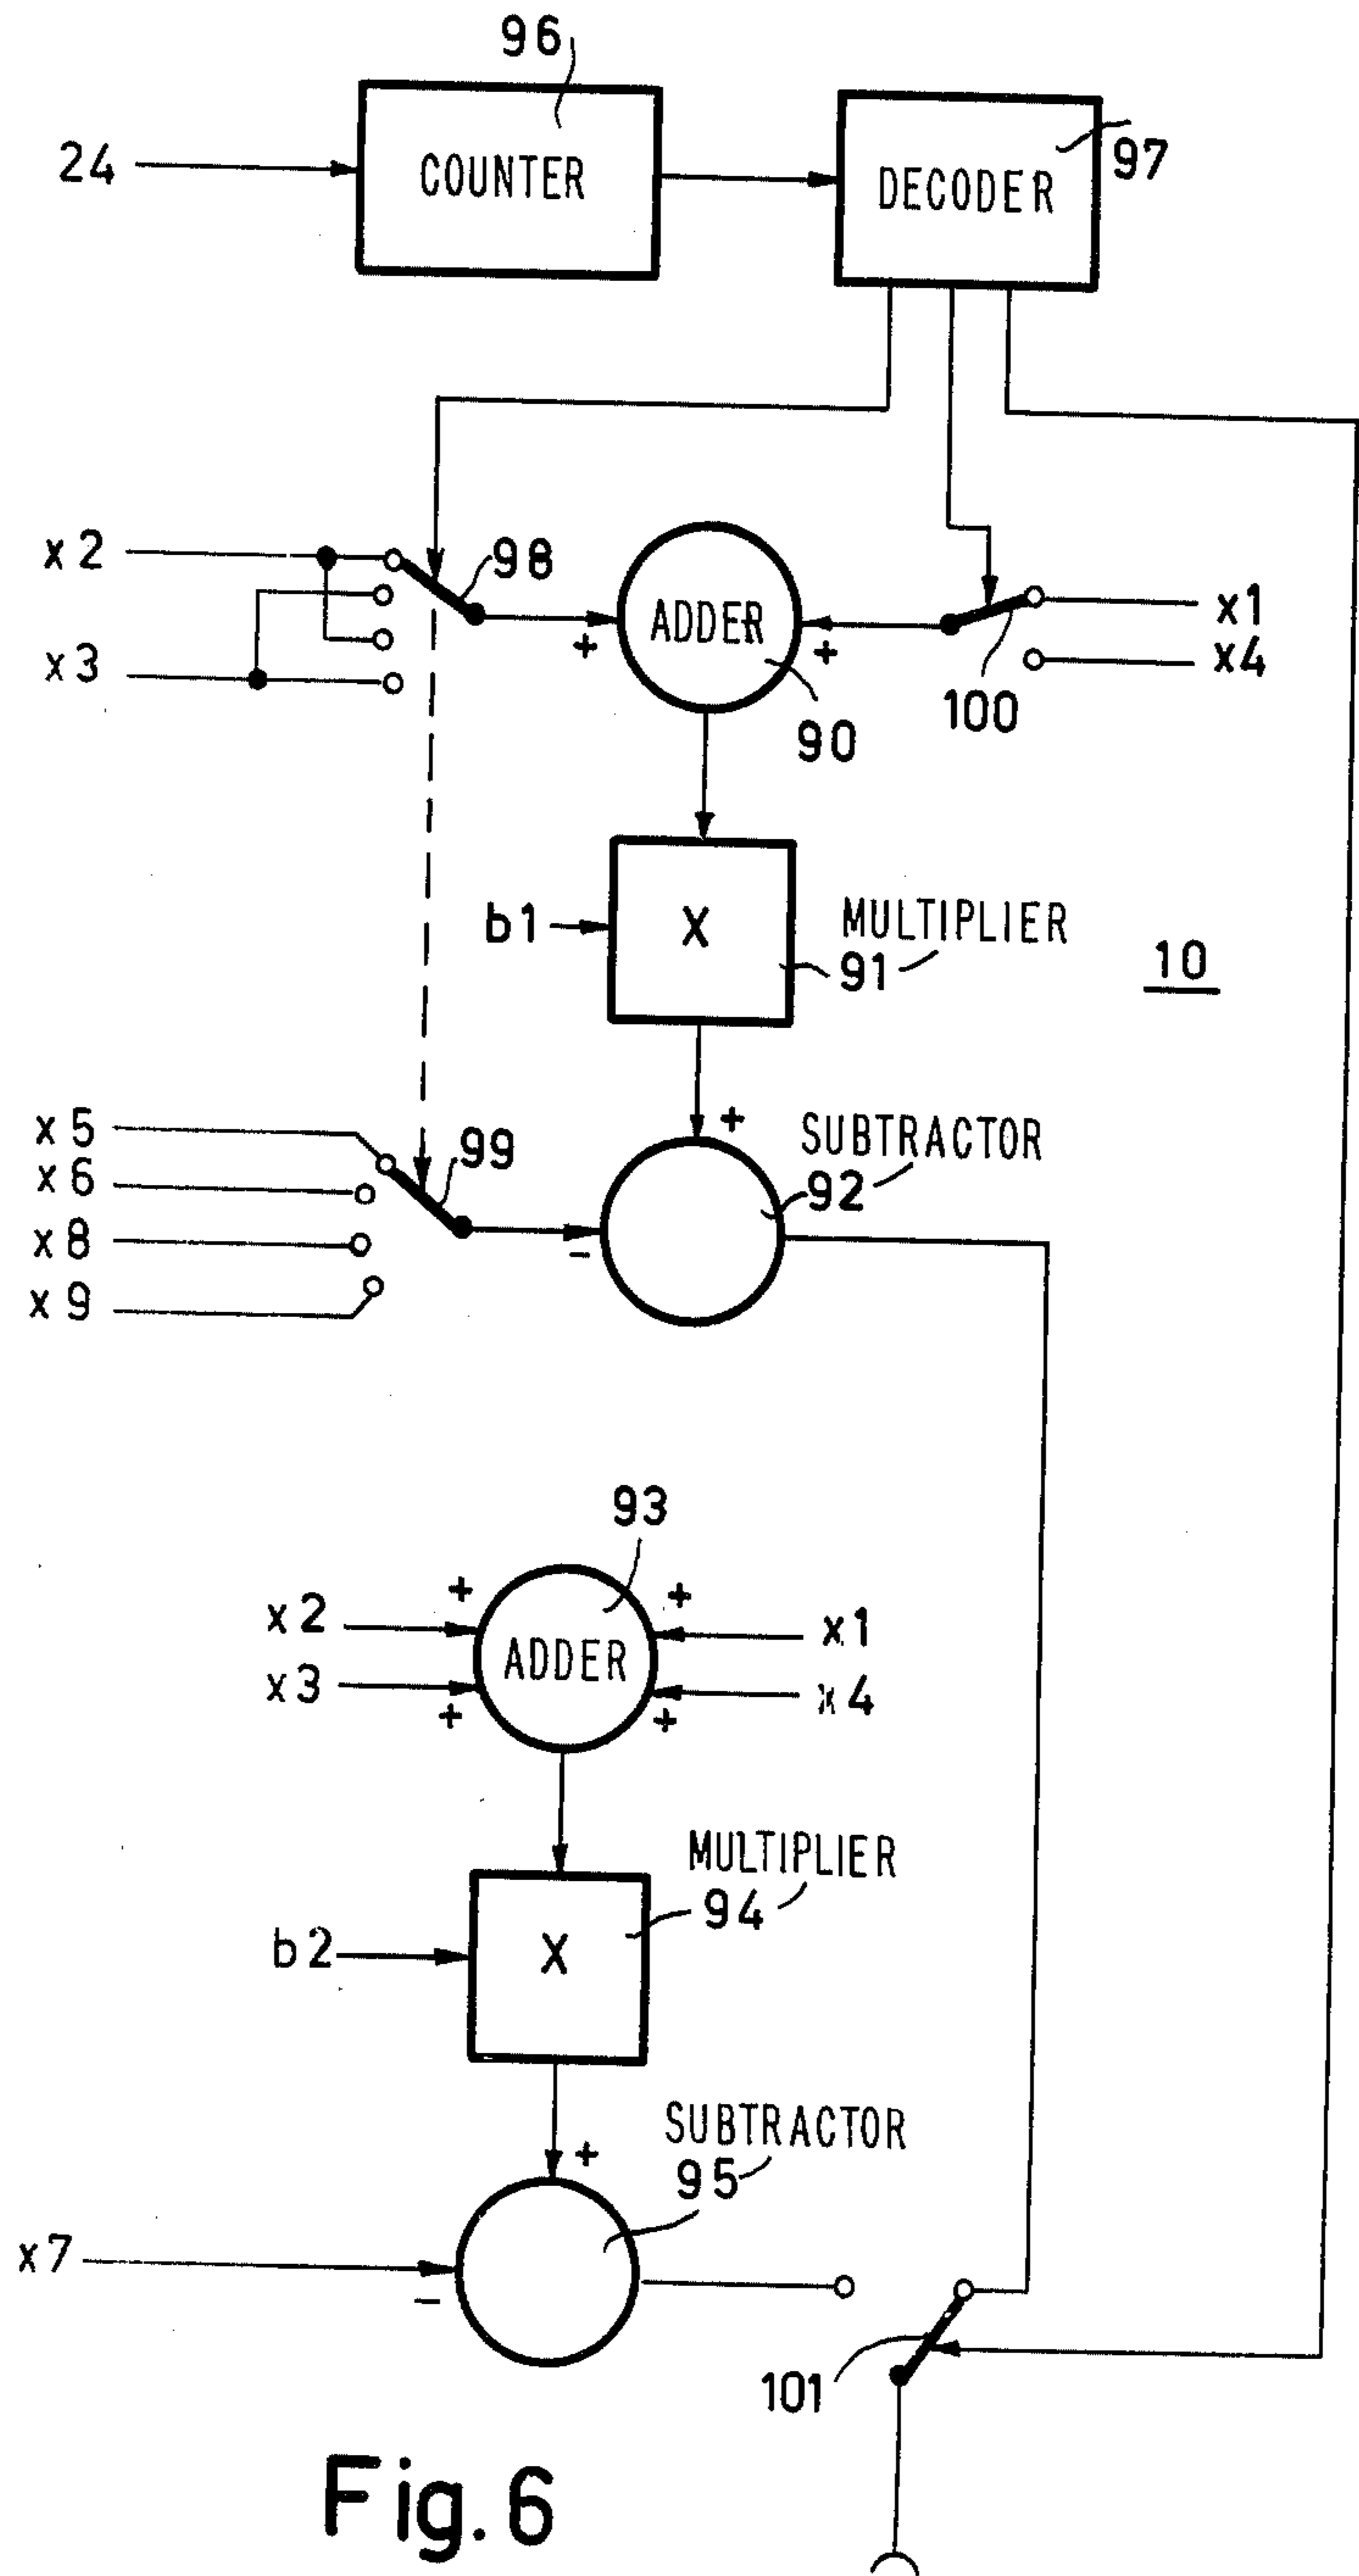 96
24
COUNTER
DECODER
97
x2
98
+
ADDER
+
x1
x3
x4
100
90
b1
X
MULTIPLIER
91
10
+
x5
SUBTRACTOR
x6
99
92
x8
-
x9
93
+
+
x2
x1
ADDER
x3
x4
+
+
MULTIPLIER
94
b2
X
SUBTRACTOR
+
95
x7
-
101
Fig. 6